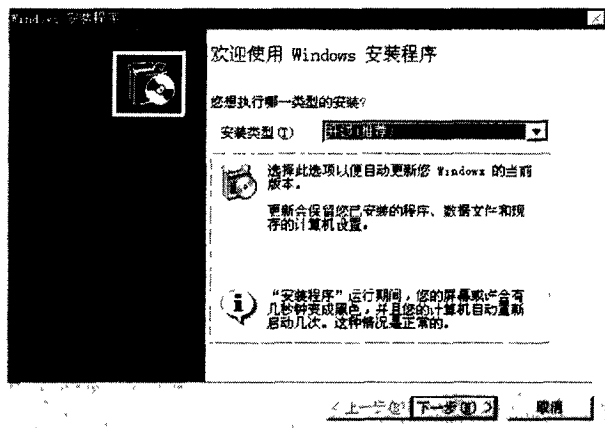 Windows 安装程序
欢迎使用 Windows 安装程序
您想执行哪一类型的安装?
安装类型(T)
升级(推荐)
选择此选项以便自动更新您 Windows 的当前
版本。
更新会保留您已安装的程序、数据文件和现
存的计算机设置。
“安装程序”运行期间，您的屏幕或许会有
几秒钟变成黑色，并且您的计算机自动重新
启动几次。这种情况是正常的。
<上一步(B) 下一步(N)> 取消